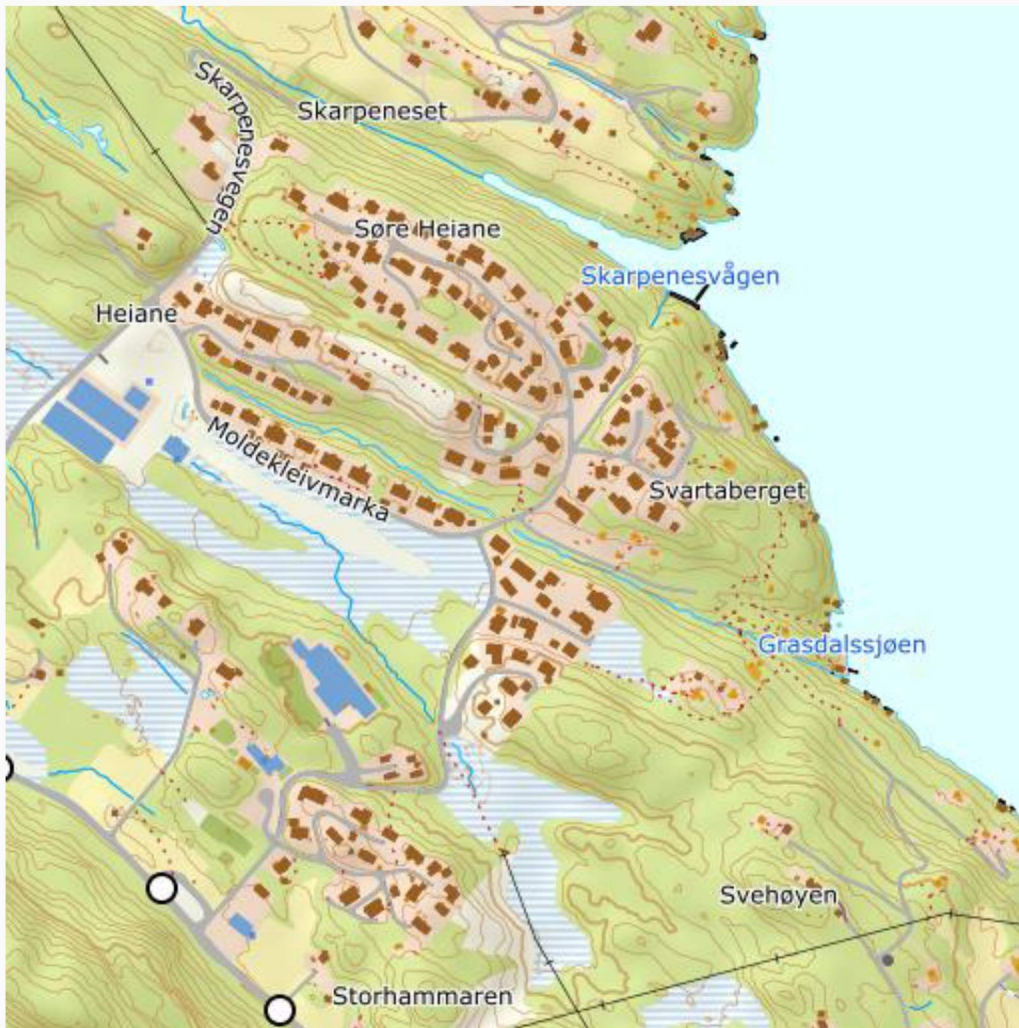 Skarpenesvegen
Skarpeneset
Søre Heiane
Skarpenesvågen
Heiane
Moldekleivmarka
Svartaberget
Grasdalssjøen
Svehøyen
Storhammaren